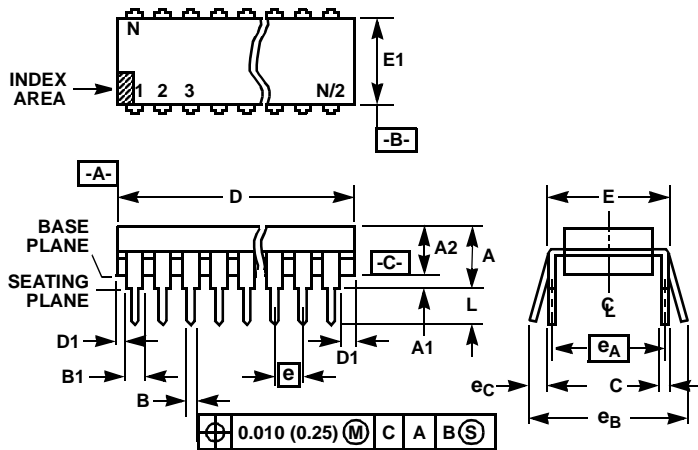 N
E1
INDEX
AREA
1 2 3 N/2
-B-
-A-
D
E
BASE
PLANE
A2
A
-C-
SEATING
PLANE
L
D1
A1
D1
B1
e
B
eA
eC
C
eB
0.010 (0.25) M C A B S
CL